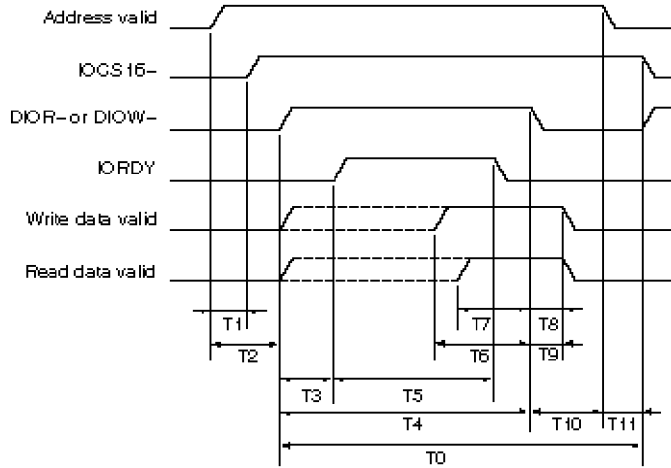 Address valid
IOCS16-
DIOR- or DIOW-
IORDY
Write data valid
Read data valid
T1 T7 T8
T2 T6 T9
T3 T5
T4 T10 T11
T0